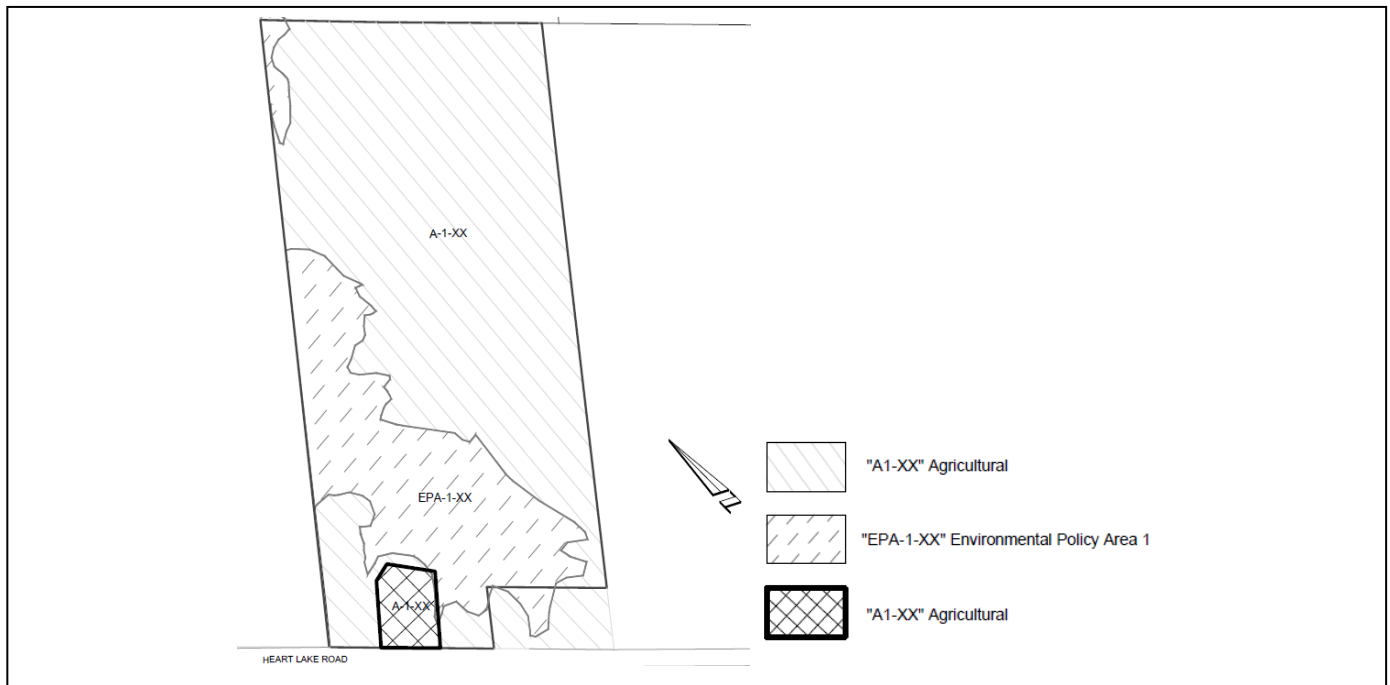 A-1-XX
EPA-1-XX
A-1-XX
HEART LAKE ROAD
"A1-XX" Agricultural
"EPA-1-XX" Environmental Policy Area 1
"A1-XX" Agricultural